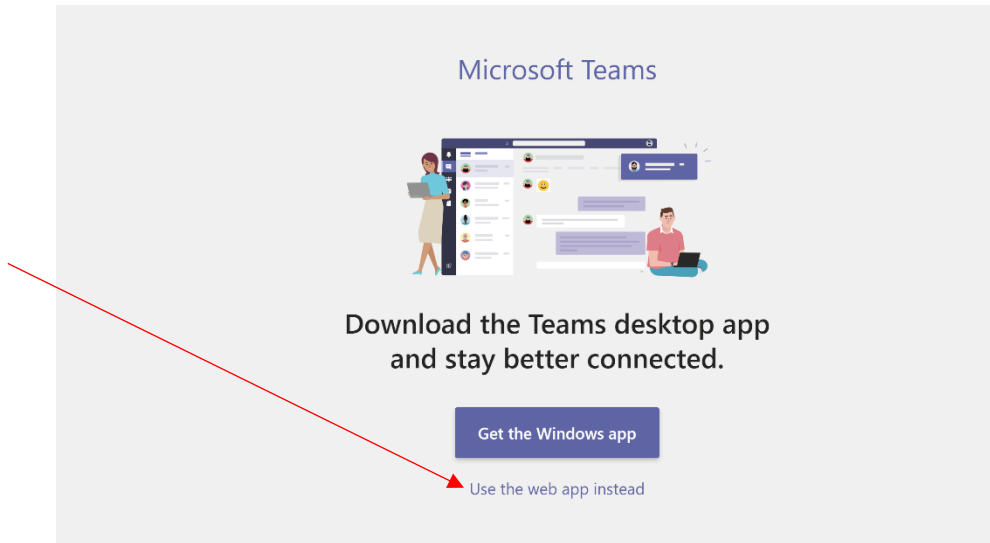 Microsoft Teams
Download the Teams desktop app
and stay better connected.
Get the Windows app
Use the web app instead